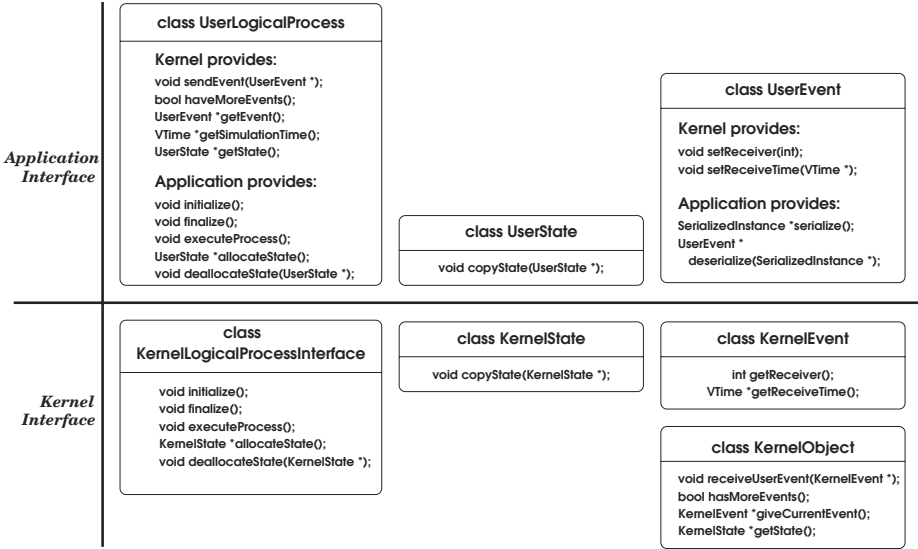 Application
Interface
class UserLogicalProcess
Kernel provides:
void sendEvent(UserEvent *);
bool haveMoreEvents();
UserEvent *getEvent();
VTime *getSimulationTime();
UserState *getState();
Application provides:
void initialize();
void finalize();
void executeProcess();
UserState *allocateState();
void deallocateState(UserState *);
class UserState
void copyState(UserState *);
class UserEvent
Kernel provides:
void setReceiver(int);
void setReceiveTime(VTime *);
Application provides:
SerializedInstance *serialize();
UserEvent *
deserialize(SerializedInstance *);
Kernel
Interface
class
KernelLogicalProcessInterface
void initialize();
void finalize();
void executeProcess();
KernelState *allocateState();
void deallocateState(KernelState *);
class KernelState
void copyState(KernelState *);
class KernelEvent
int getReceiver();
VTime *getReceiveTime();
class KernelObject
void receiveUserEvent(KernelEvent *);
bool hasMoreEvents();
KernelEvent *giveCurrentEvent();
KernelState *getState();